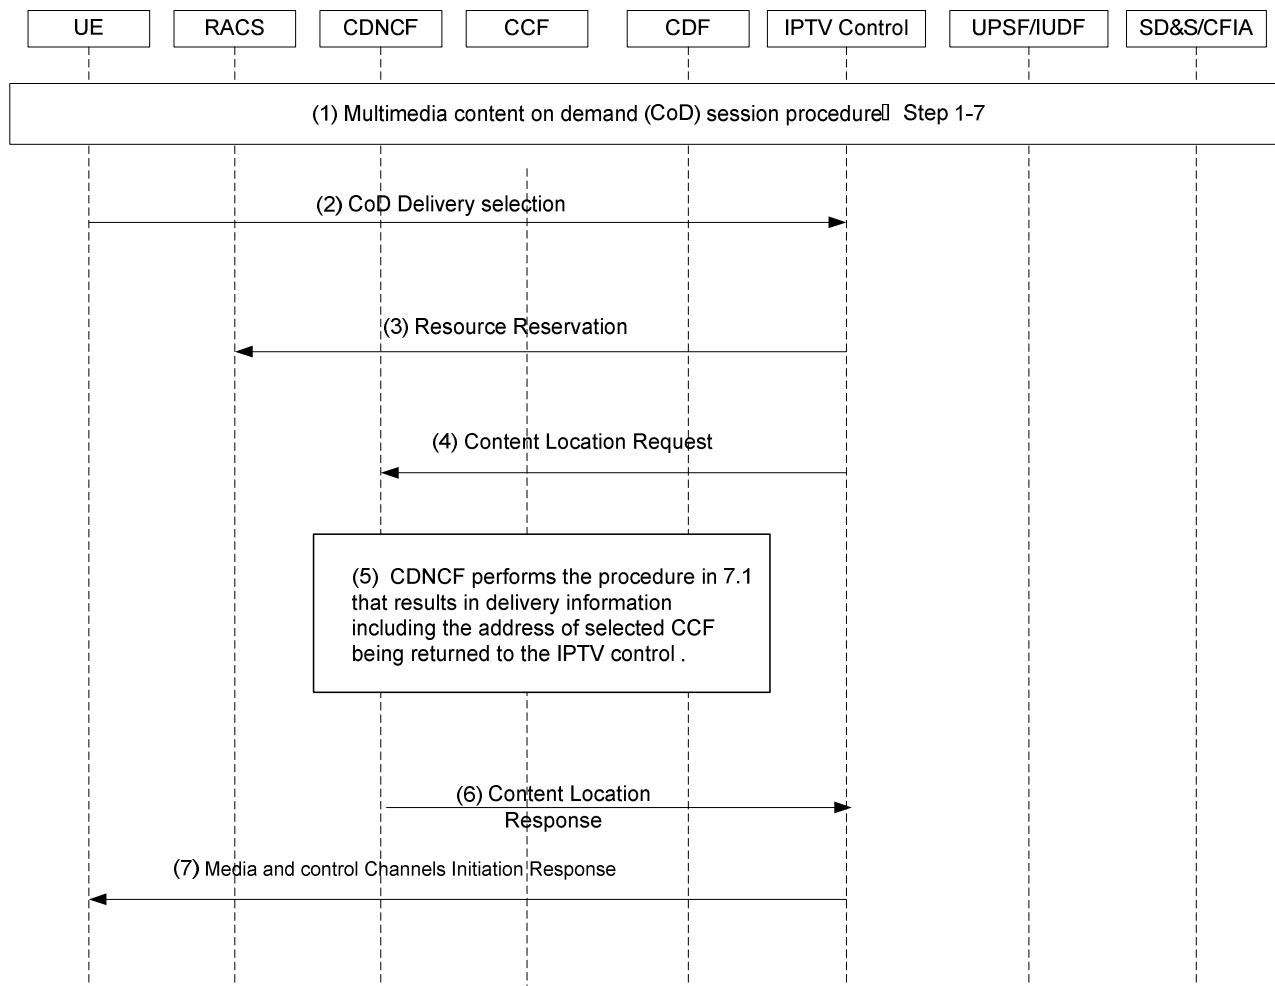 UE
RACS
CDNCF
CCF
CDF
IPTV Control
UPSF/IUDF
SD&S/CFIA
(1) Multimedia content on demand (CoD) session procedure▯ Step 1-7
(2) CoD Delivery selection
(3) Resource Reservation
(4) Content Location Request
(5) CDNCF performs the procedure in 7.1
that results in delivery information
including the address of selected CCF
being returned to the IPTV control .
(6) Content Location
Response
(7) Media and control Channels Initiation Response